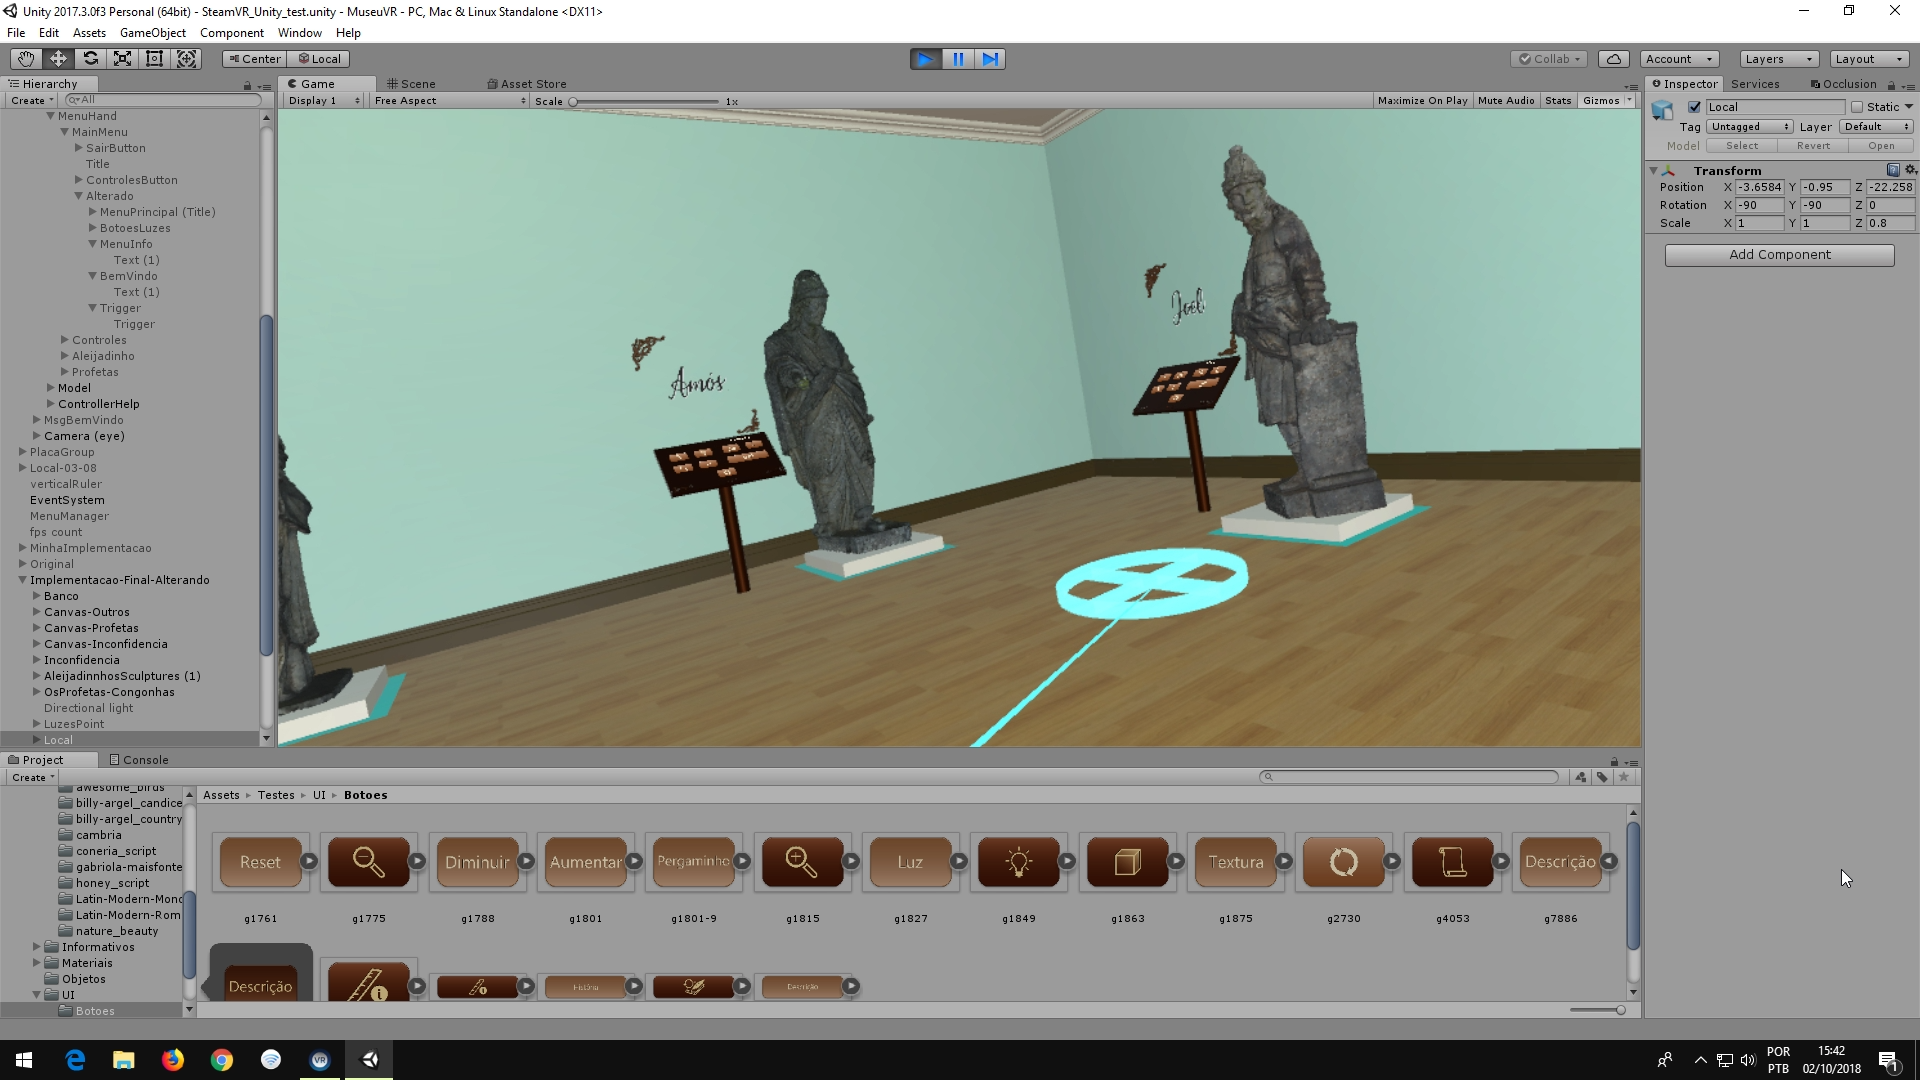 Unity 2017.3.0f3 Personal (64bit) - SteamVR_Unity_test.unity - MuseuVR - PC, Mac & Linux Standalone <DX11>
File Edit Assets GameObject Component Window Help
Center Local Collab Account Layers Layout
Hierarchy
Create All
MenuHand
MainMenu
SairButton
Title
ControlesButton
Alterado
MenuPrincipal (Title)
BotoesLuzes
MenuInfo
Text (1)
BemVindo
Text (1)
Trigger
Trigger
Controles
Aleijadinho
Profetas
Model
ControllerHelp
MsgBemVindo
Camera (eye)
PlacaGroup
Local-03-08
verticalRuler
EventSystem
MenuManager
fps count
MinhaImplementacao
Original
Implementacao-Final-Alterando
Banco
Canvas-Outros
Canvas-Profetas
Canvas-Inconfidencia
Inconfidencia
AleijadinnhosSculptures (1)
OsProfetas-Congonhas
Directional light
LuzesPoint
Local
Game Scene Asset Store
Display 1 Free Aspect Scale 1x Maximize On Play Mute Audio Stats Gizmos
Amós
Joel
Inspector Services Occlusion
Local Static
Tag Untagged Layer Default
Model Select Revert Open
Transform
Position X -3.6584 Y -0.95 Z -22.258
Rotation X -90 Y -90 Z 0
Scale X 1 Y 1 Z 0.8
Add Component
Project Console
Create
awesome_birds
billy-argel_candice
billy-argel_country
cambria
coneria_script
gabriola-maisfonte
honey_script
Latin-Modern-Mono
Latin-Modern-Rom
nature_beauty
Informativos
Materiais
Objetos
UI
Botoes
Assets Testes UI Botoes
Reset Diminuir Aumentar Pergaminho Luz Textura Descrição
g1761 g1775 g1788 g1801 g1801-9 g1815 g1827 g1849 g1863 g1875 g2730 g4053 g7886
Descrição História Descrição
VR
POR
PTB
15:42
02/10/2018
1